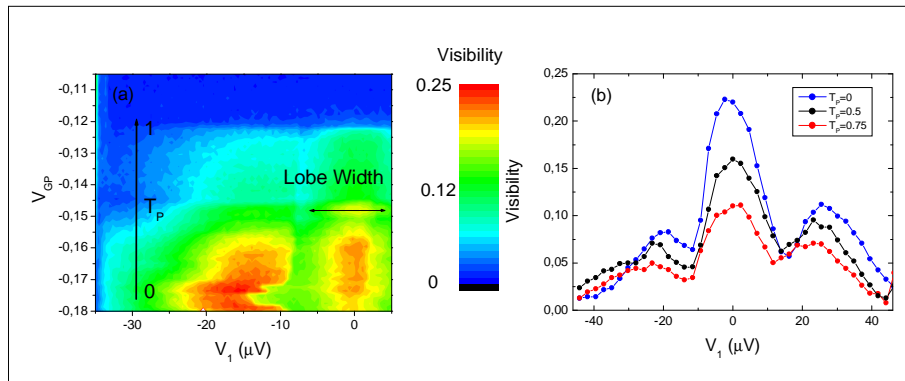 (a)
V_GP
-0,11
-0,12
-0,13
-0,14
-0,15
-0,16
-0,17
-0,18
1
T_P
0
Lobe Width
-30
-20
-10
0
V_1 (µV)
Visibility
0.25
0.12
0
(b)
Visibility
0,25
0,20
0,15
0,10
0,05
0,00
T_P=0
T_P=0.5
T_P=0.75
-40
-20
0
20
40
V_1 (µV)